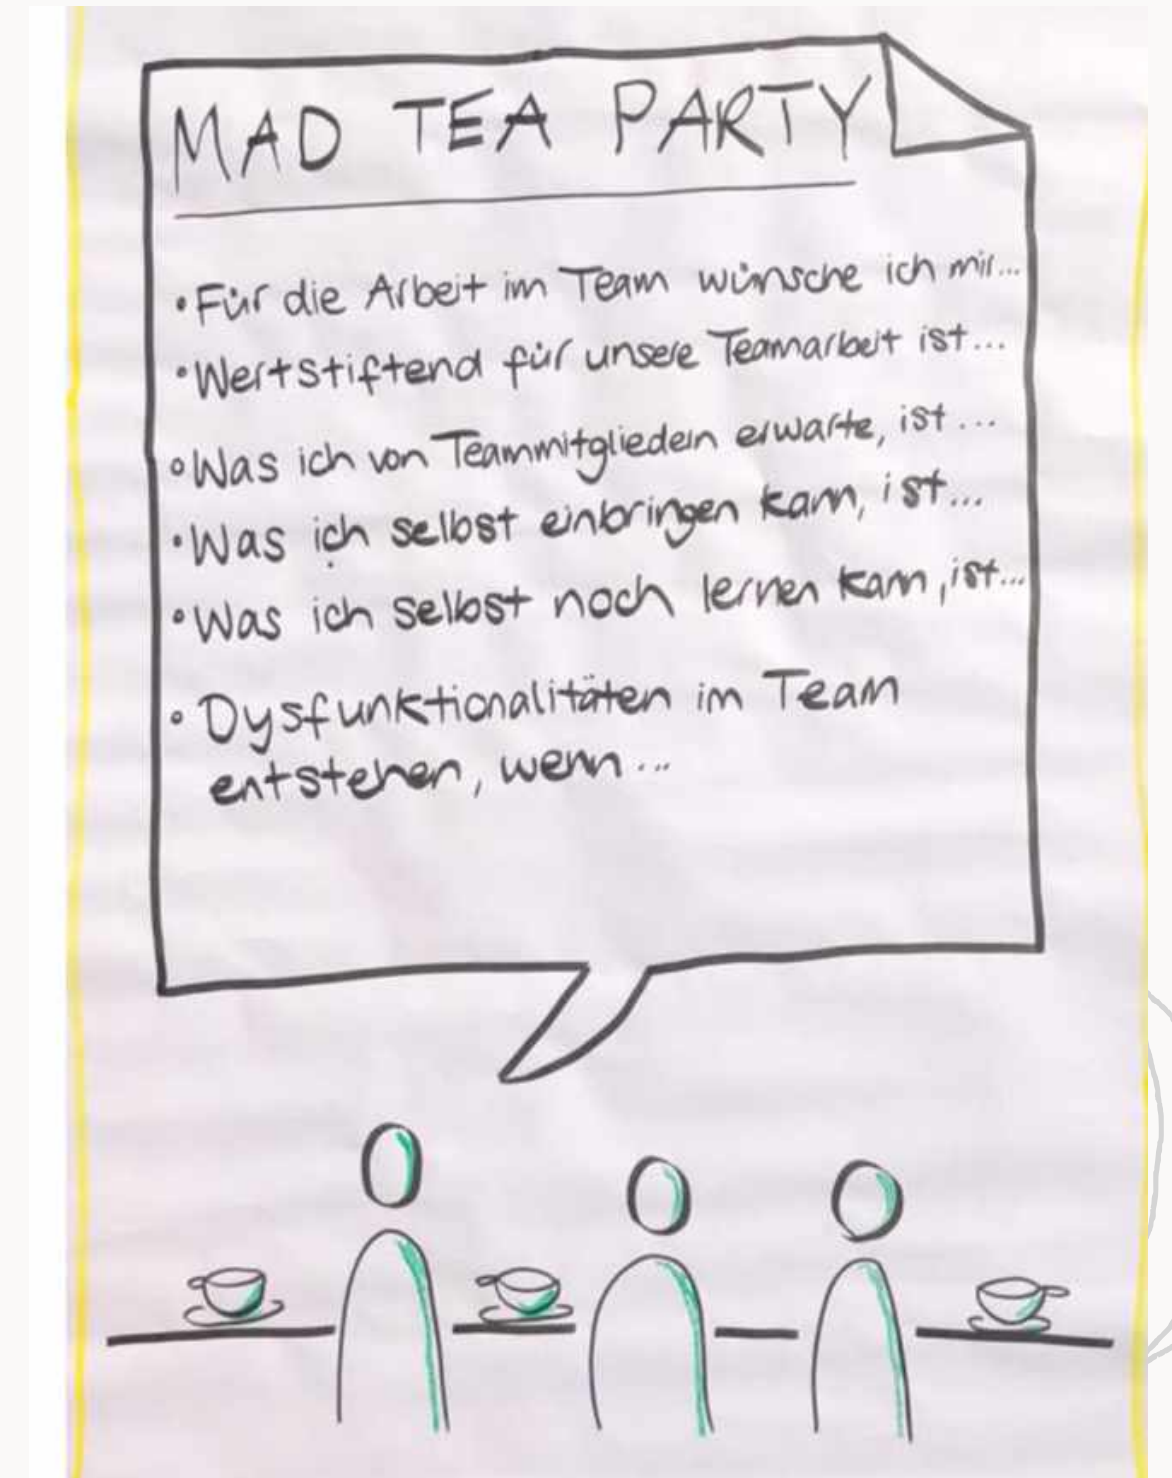 MAD TEA PARTY
• Für die Arbeit im Team wünsche ich mir...
• Wertstiftend für unsere Teamarbeit ist...
• Was ich von Teammitgliedern erwarte, ist...
• Was ich selbst einbringen kann, ist...
• Was ich selbst noch lernen kann, ist...
• Dysfunktionalitäten im Team
entstehen, wenn...